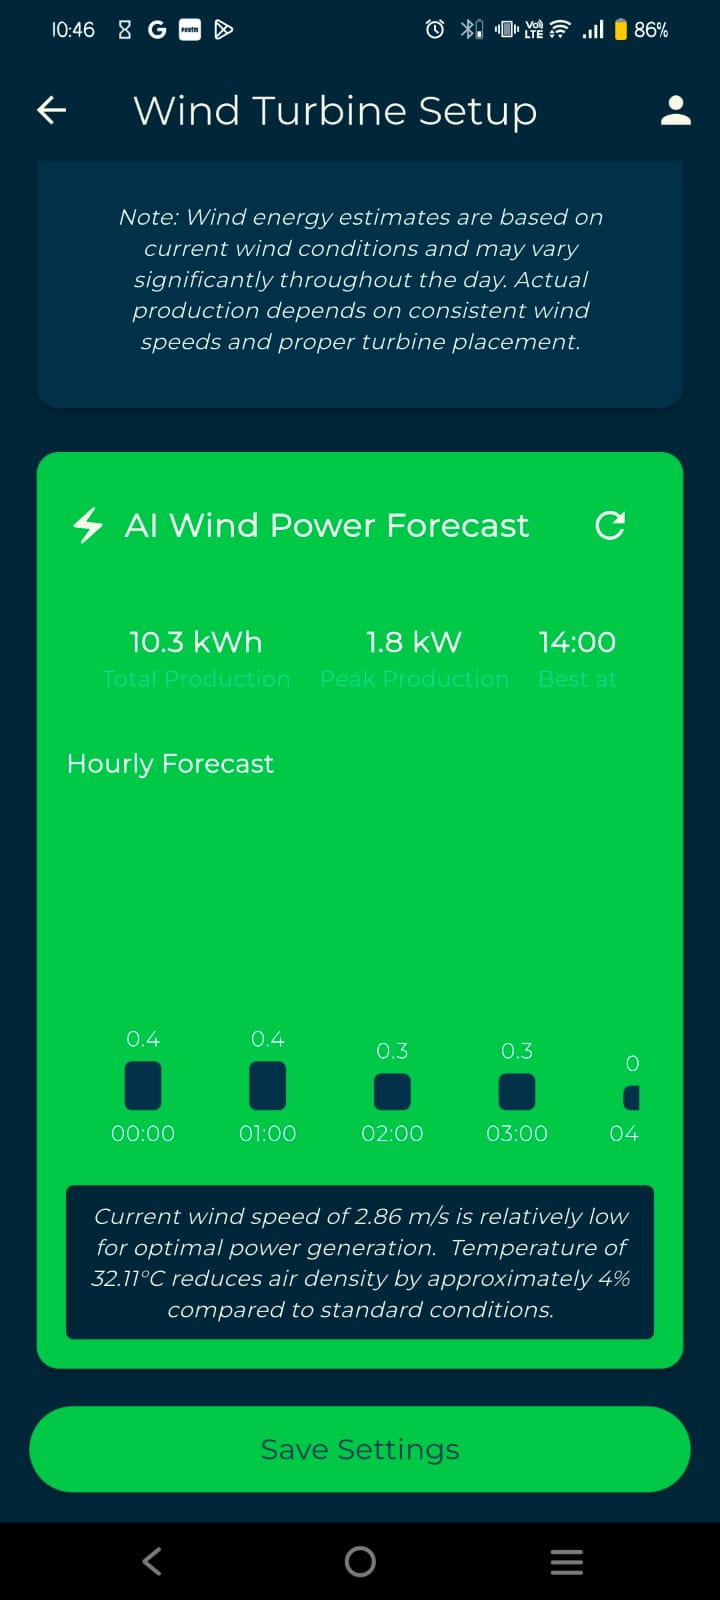 10:46 G Paytm Vo) LTE 86%
Wind Turbine Setup
Note: Wind energy estimates are based on
current wind conditions and may vary
significantly throughout the day. Actual
production depends on consistent wind
speeds and proper turbine placement.
AI Wind Power Forecast
10.3 kWh 1.8 kW 14:00
Total Production Peak Production Best at
Hourly Forecast
0.4 0.4 0.3 0.3 0
00:00 01:00 02:00 03:00 04
Current wind speed of 2.86 m/s is relatively low
for optimal power generation.  Temperature of
32.11°C reduces air density by approximately 4%
compared to standard conditions.
Save Settings